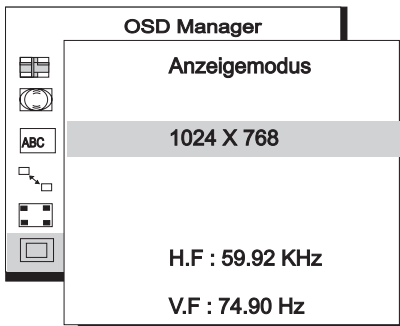 OSD Manager
Anzeigemodus
ABC
1024 X 768
H.F : 59.92 KHz
V.F : 74.90 Hz